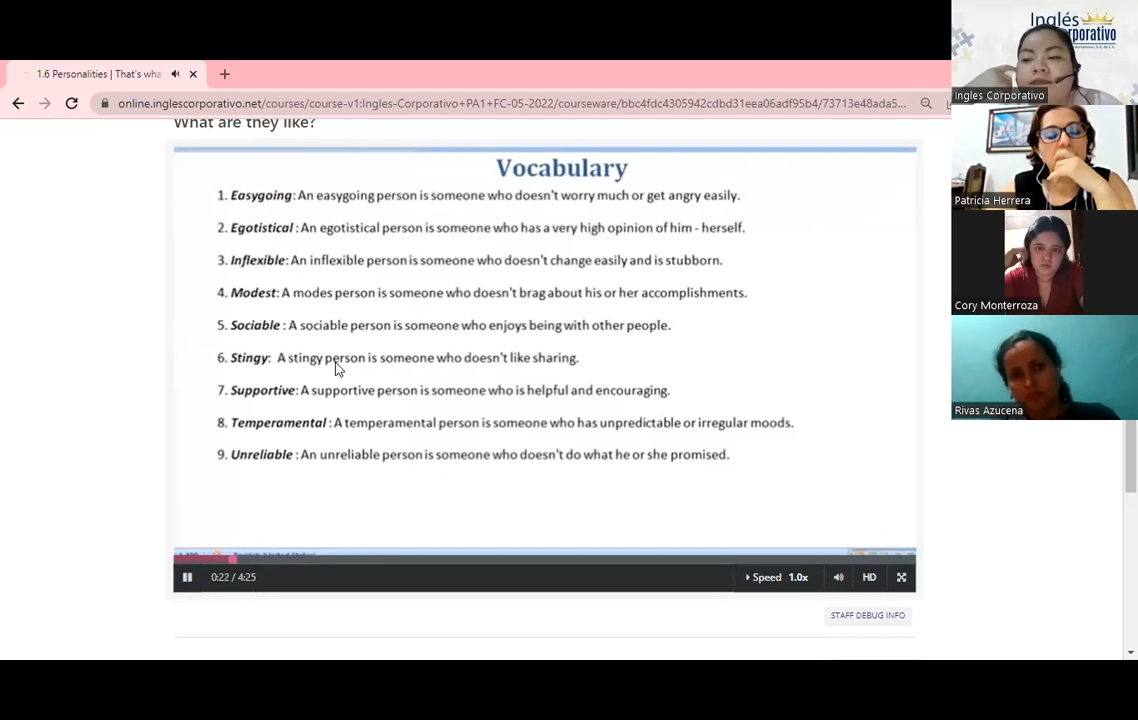 Inglés
Corporativo
1.6 Personalities | That's wha
online.inglescorporativo.net/courses/course-v1:Ingles-Corporativo+PA1+FC-05-2022/courseware/bbc4fdc4305942cdbd31eea06adf95b4/73713e48ada5...
Ingles Corporativo
What are they like?
Vocabulary
1. Easygoing: An easygoing person is someone who doesn't worry much or get angry easily.
2. Egotistical : An egotistical person is someone who has a very high opinion of him - herself.
3. Inflexible: An inflexible person is someone who doesn't change easily and is stubborn.
4. Modest: A modes person is someone who doesn't brag about his or her accomplishments.
5. Sociable : A sociable person is someone who enjoys being with other people.
6. Stingy: A stingy person is someone who doesn't like sharing.
7. Supportive: A supportive person is someone who is helpful and encouraging.
8. Temperamental : A temperamental person is someone who has unpredictable or irregular moods.
9. Unreliable : An unreliable person is someone who doesn't do what he or she promised.
Patricia Herrera
Cory Monterroza
Rivas Azucena
0:22 / 4:25
Speed 1.0x
HD
STAFF DEBUG INFO